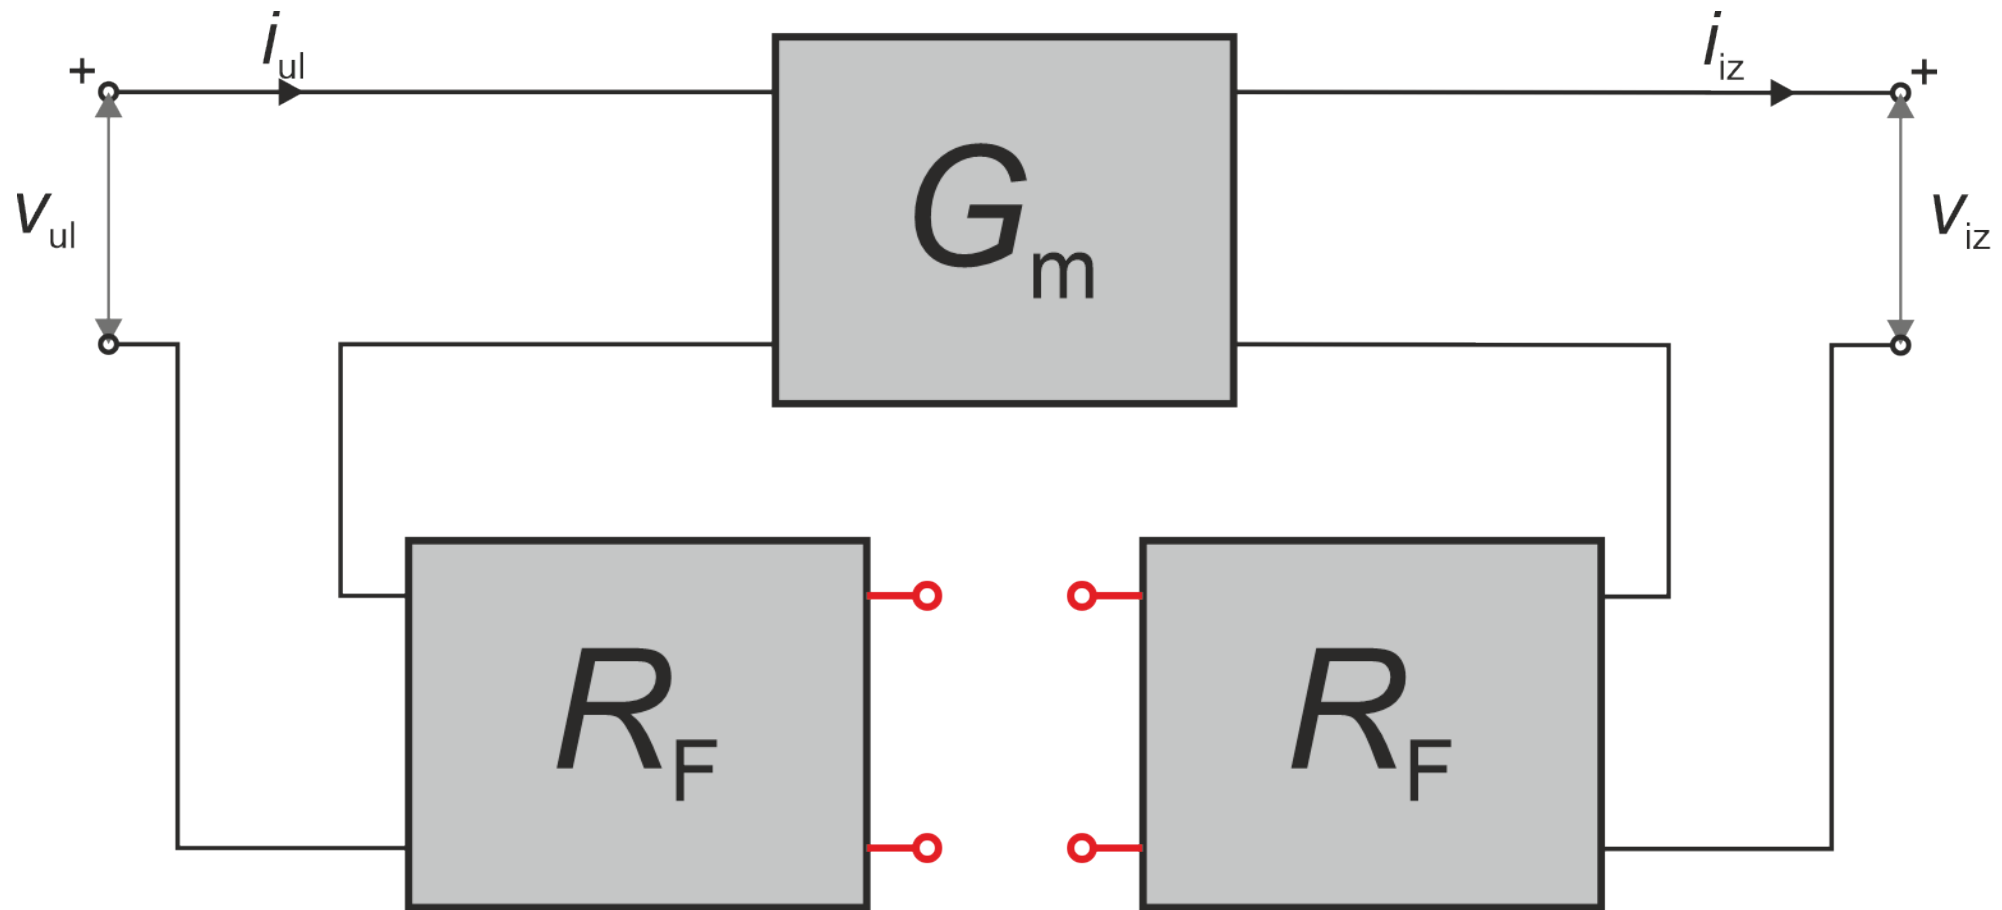 + i_ul
i_iz +
v_ul
G_m
v_iz
R_F
R_F